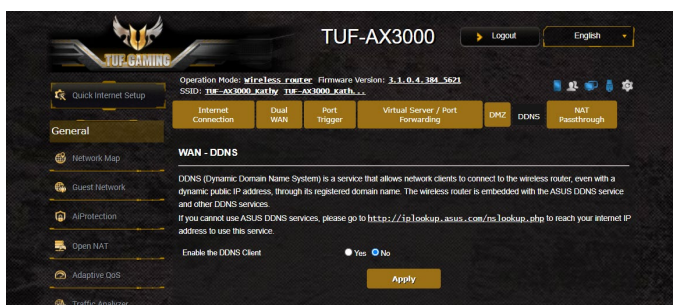 TUF GAMING
TUF-AX3000
Logout
English
Operation Mode: Wireless router Firmware Version: 3.1.0.4.384_5621
SSID: TUF-AX3000_Kathy TUF-AX3000_Kath...
Quick Internet Setup
General
Network Map
Guest Network
AiProtection
Open NAT
Adaptive QoS
Traffic Analyzer
Internet
Connection
Dual
WAN
Port
Trigger
Virtual Server / Port
Forwarding
DMZ
DDNS
NAT
Passthrough
WAN - DDNS
DDNS (Dynamic Domain Name System) is a service that allows network clients to connect to the wireless router, even with a
dynamic public IP address, through its registered domain name. The wireless router is embedded with the ASUS DDNS service
and other DDNS services.
If you cannot use ASUS DDNS services, please go to http://iplookup.asus.com/nslookup.php to reach your internet IP
address to use this service.
Enable the DDNS Client
Yes No
Apply